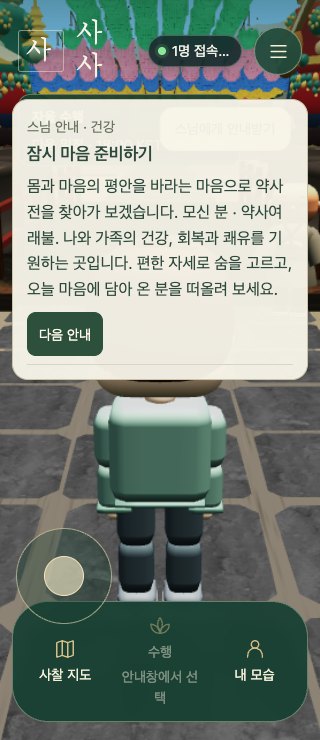 사
사
사
1명 접속...
스님에게 안내받기
스님 안내 · 건강
잠시 마음 준비하기
몸과 마음의 평안을 바라는 마음으로 약사
전을 찾아가 보겠습니다. 모신 분 · 약사여
래불. 나와 가족의 건강, 회복과 쾌유를 기
원하는 곳입니다. 편한 자세로 숨을 고르고,
오늘 마음에 담아 온 분을 떠올려 보세요.
다음 안내
사찰 지도
수행
안내창에서 선
택
내 모습